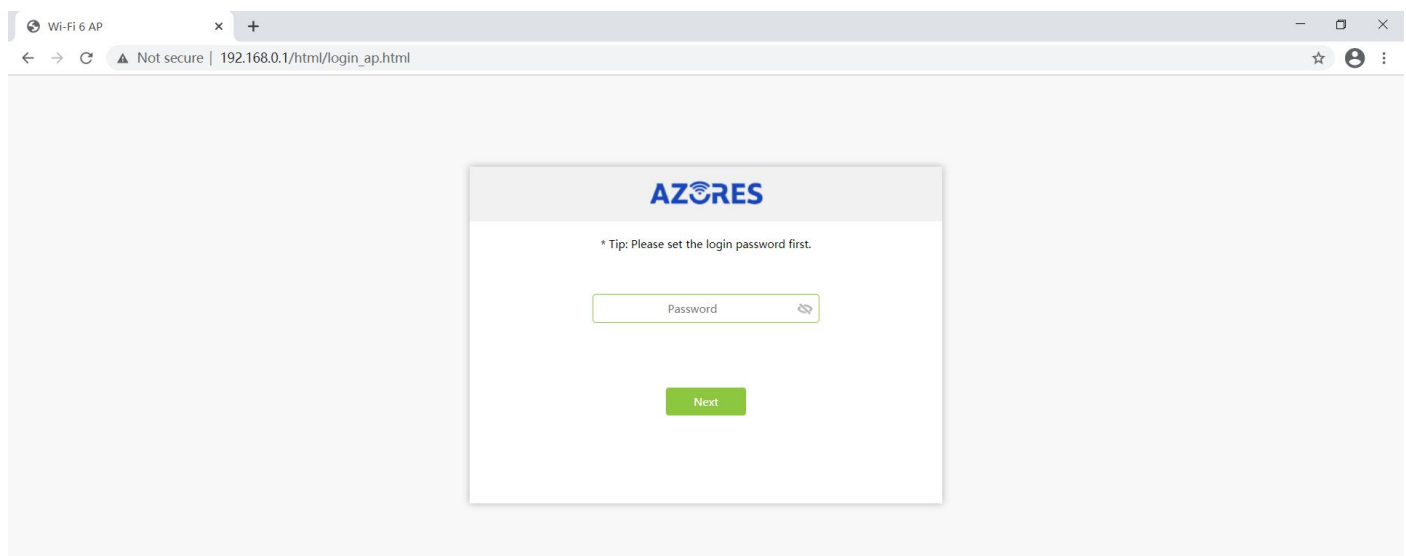 Wi-Fi 6 AP
Not secure | 192.168.0.1/html/login_ap.html
AZORES
* Tip: Please set the login password first.
Password
Next